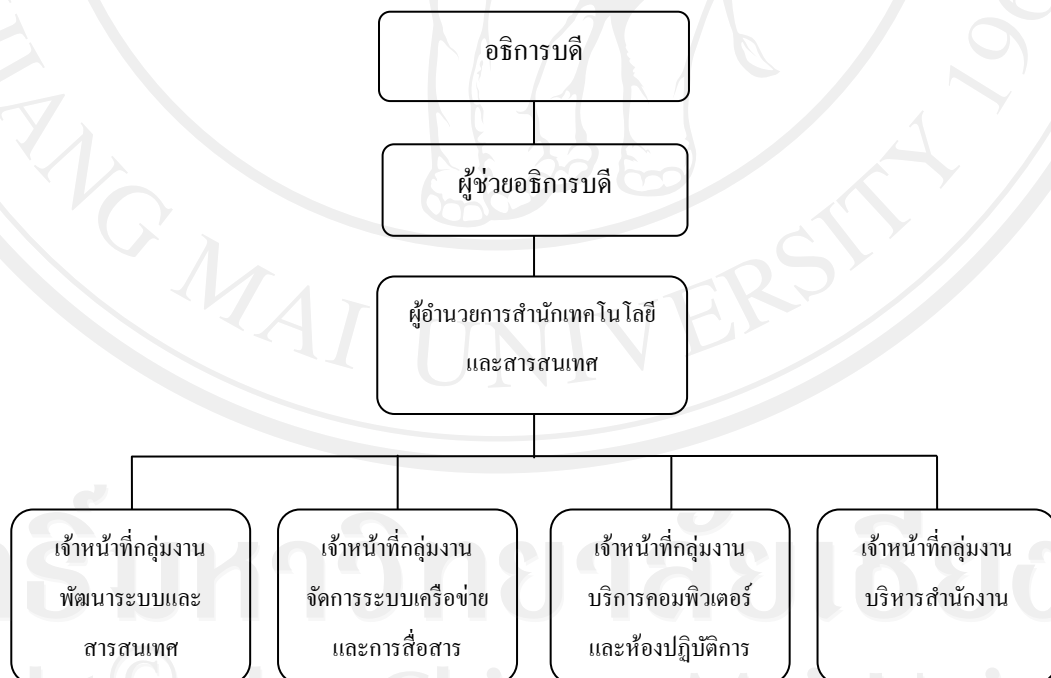 อธิการบดี
ผู้ช่วยอธิการบดี
ผู้อำนวยการสำนักเทคโนโลยี
และสารสนเทศ
เจ้าหน้าที่กลุ่มงาน
พัฒนาระบบและ
สารสนเทศ
เจ้าหน้าที่กลุ่มงาน
จัดการระบบเครือข่าย
และการสื่อสาร
เจ้าหน้าที่กลุ่มงาน
บริการคอมพิวเตอร์
และห้องปฏิบัติการ
เจ้าหน้าที่กลุ่มงาน
บริหารสำนักงาน
MAI UNIVERSITY